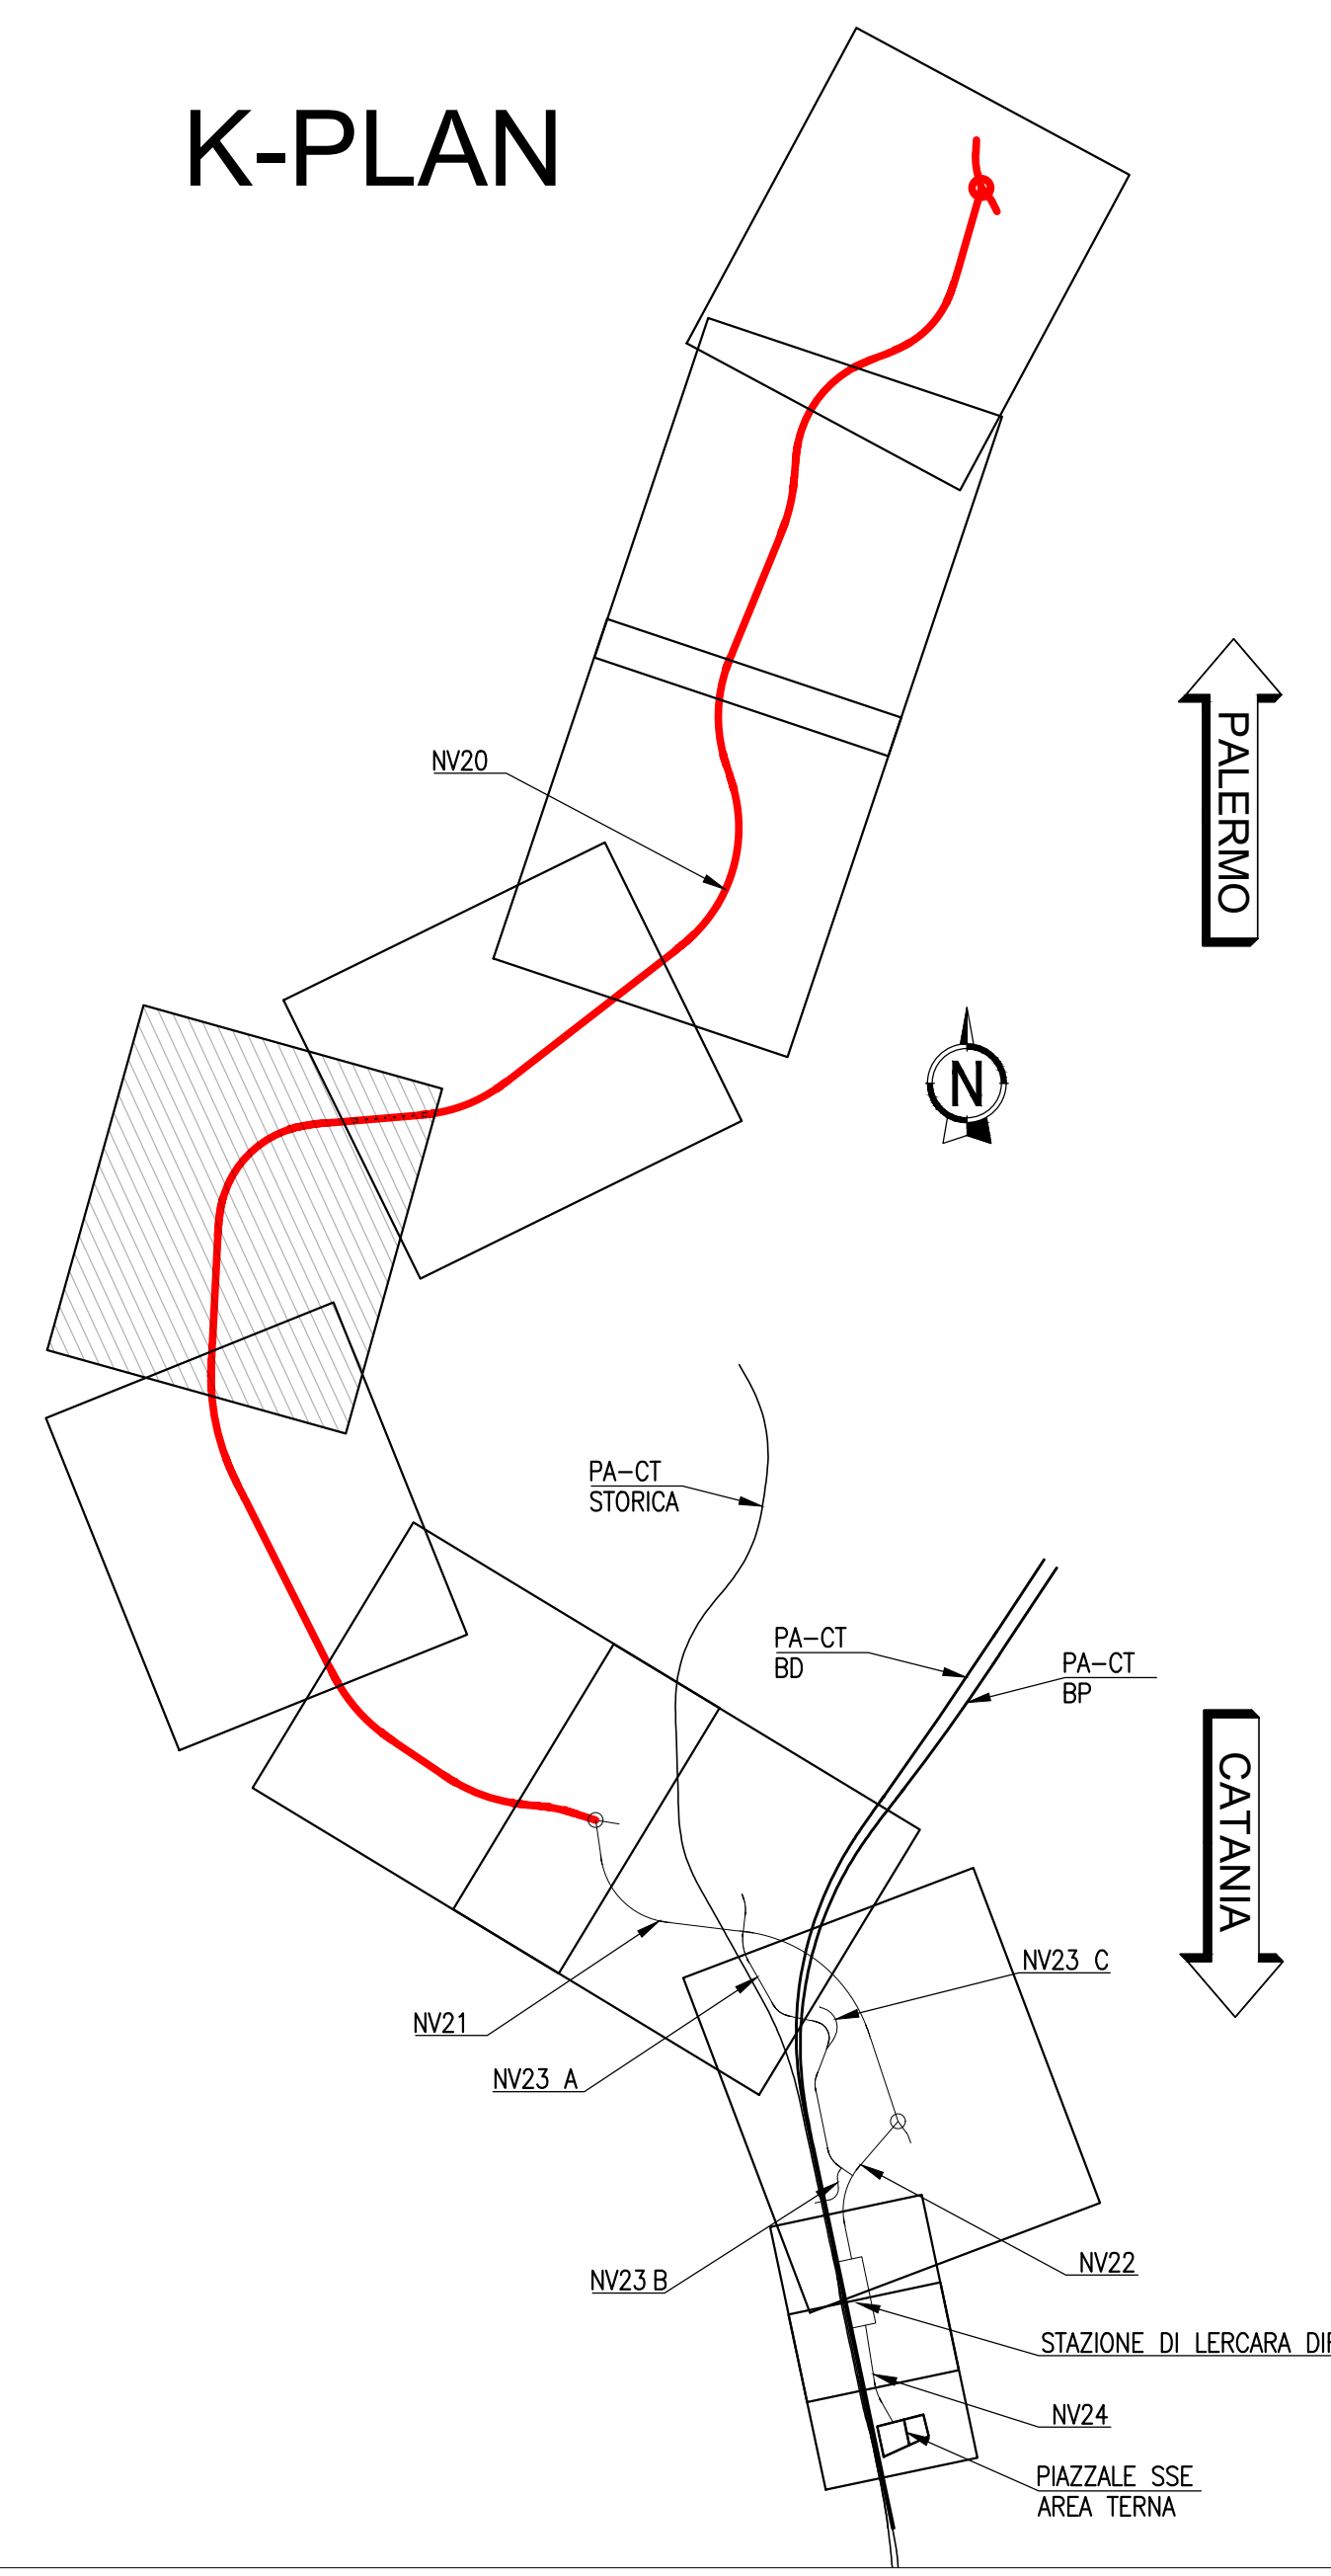 K-PLAN
PALERMO
NV20
N
PA-CT
STORICA
PA-CT
BD
PA-CT
BP
CATANIA
NV23 C
NV21
NV23 A
NV22
NV23 B
STAZIONE DI LERCARA
NV24
PIAZZALE SSE
AREA TERNA